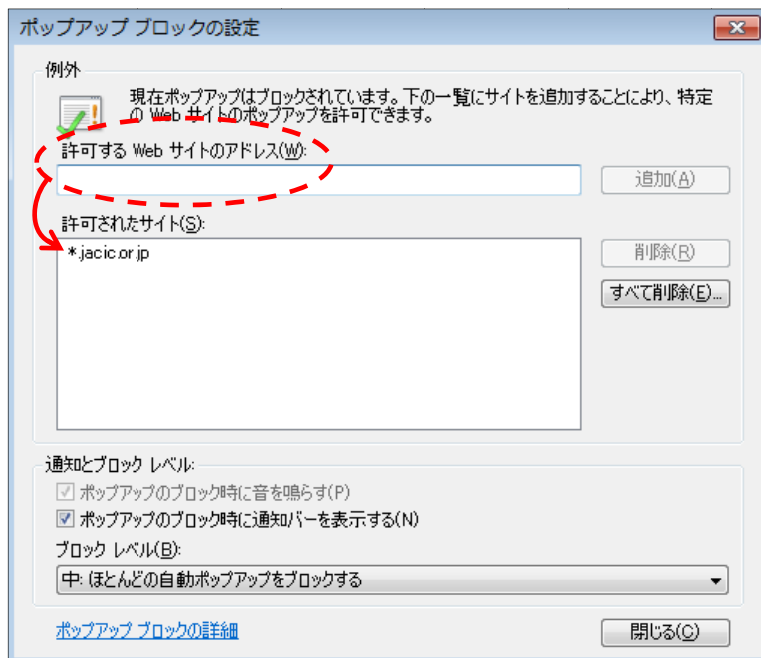 ポップアップ ブロックの設定
例外
現在ポップアップはブロックされています。下の一覧にサイトを追加することにより、特定
の Web サイトのポップアップを許可できます。
許可する Web サイトのアドレス(W):
追加(A)
許可されたサイト(S):
*.jacic.or.jp
削除(R)
すべて削除(E)...
通知とブロック レベル:
ポップアップのブロック時に音を鳴らす(P)
ポップアップのブロック時に通知バーを表示する(N)
ブロック レベル(B):
中: ほとんどの自動ポップアップをブロックする
ポップアップ ブロックの詳細
閉じる(C)